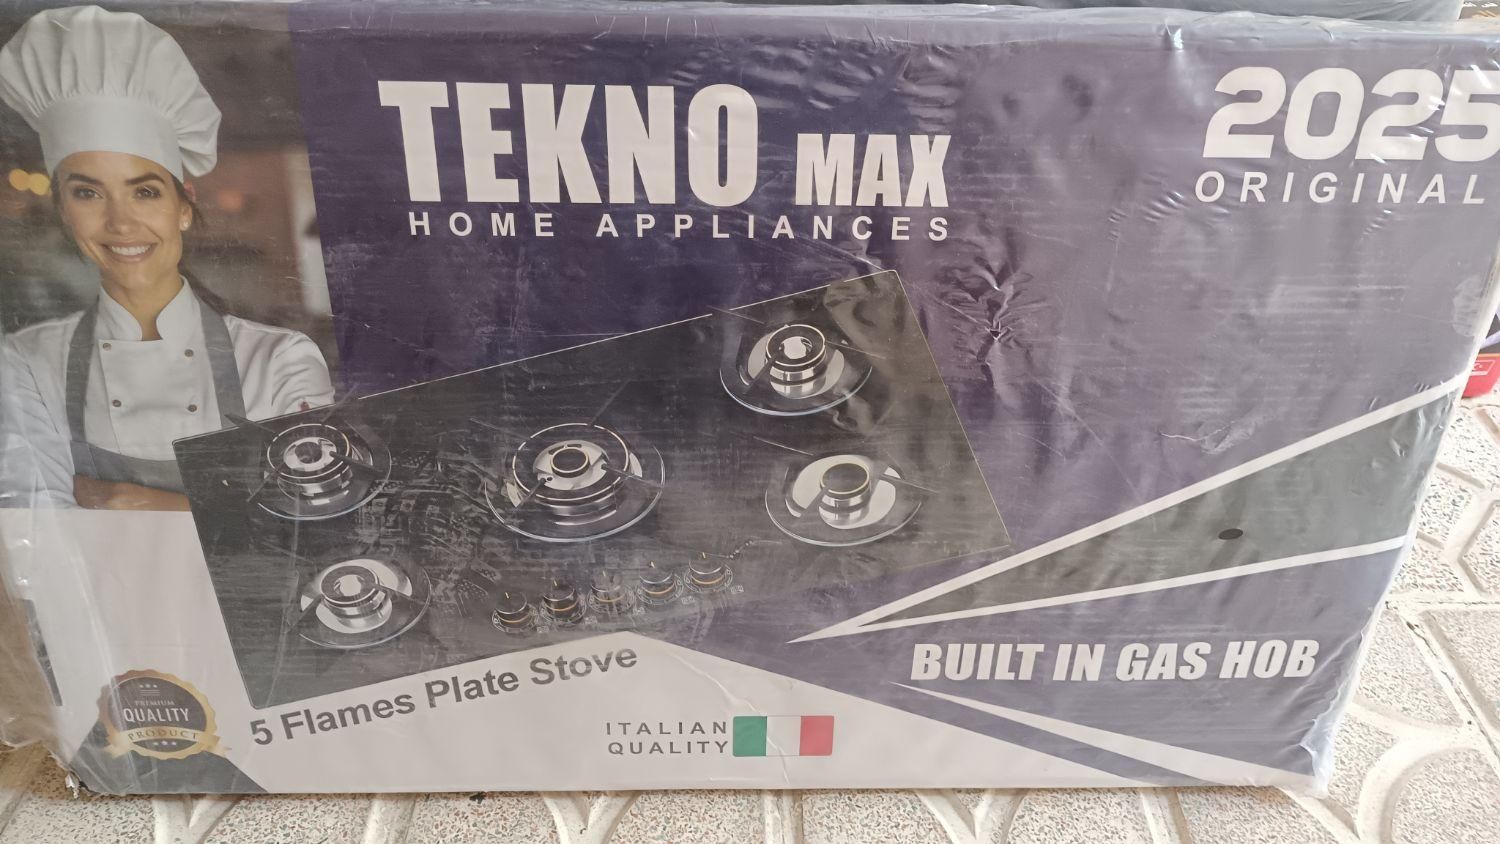 TEKNO MAX
HOME APPLIANCES
2025
ORIGINAL
BUILT IN GAS HOB
5 Flames Plate Stove
PREMIUM
QUALITY
PRODUCT
ITALIAN
QUALITY